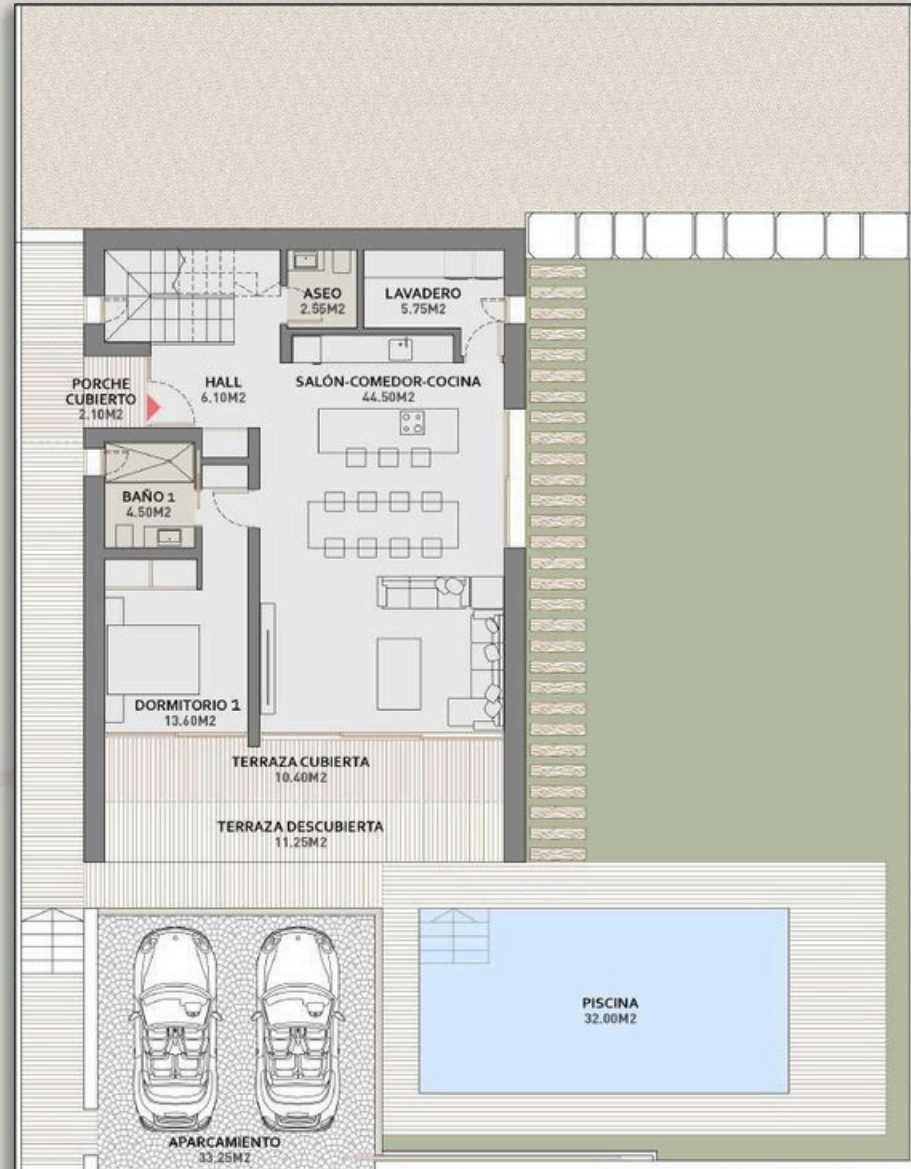 ASEO
2.55M2
LAVADERO
5.75M2
PORCHE
CUBIERTO
2.10M2
HALL
6.10M2
SALÓN-COMEDOR-COCINA
44.50M2
BAÑO 1
4.50M2
DORMITORIO 1
13.60M2
TERRAZA CUBIERTA
10.40M2
TERRAZA DESCUBIERTA
11.25M2
PISCINA
32.00M2
APARCAMIENTO
33.25M2